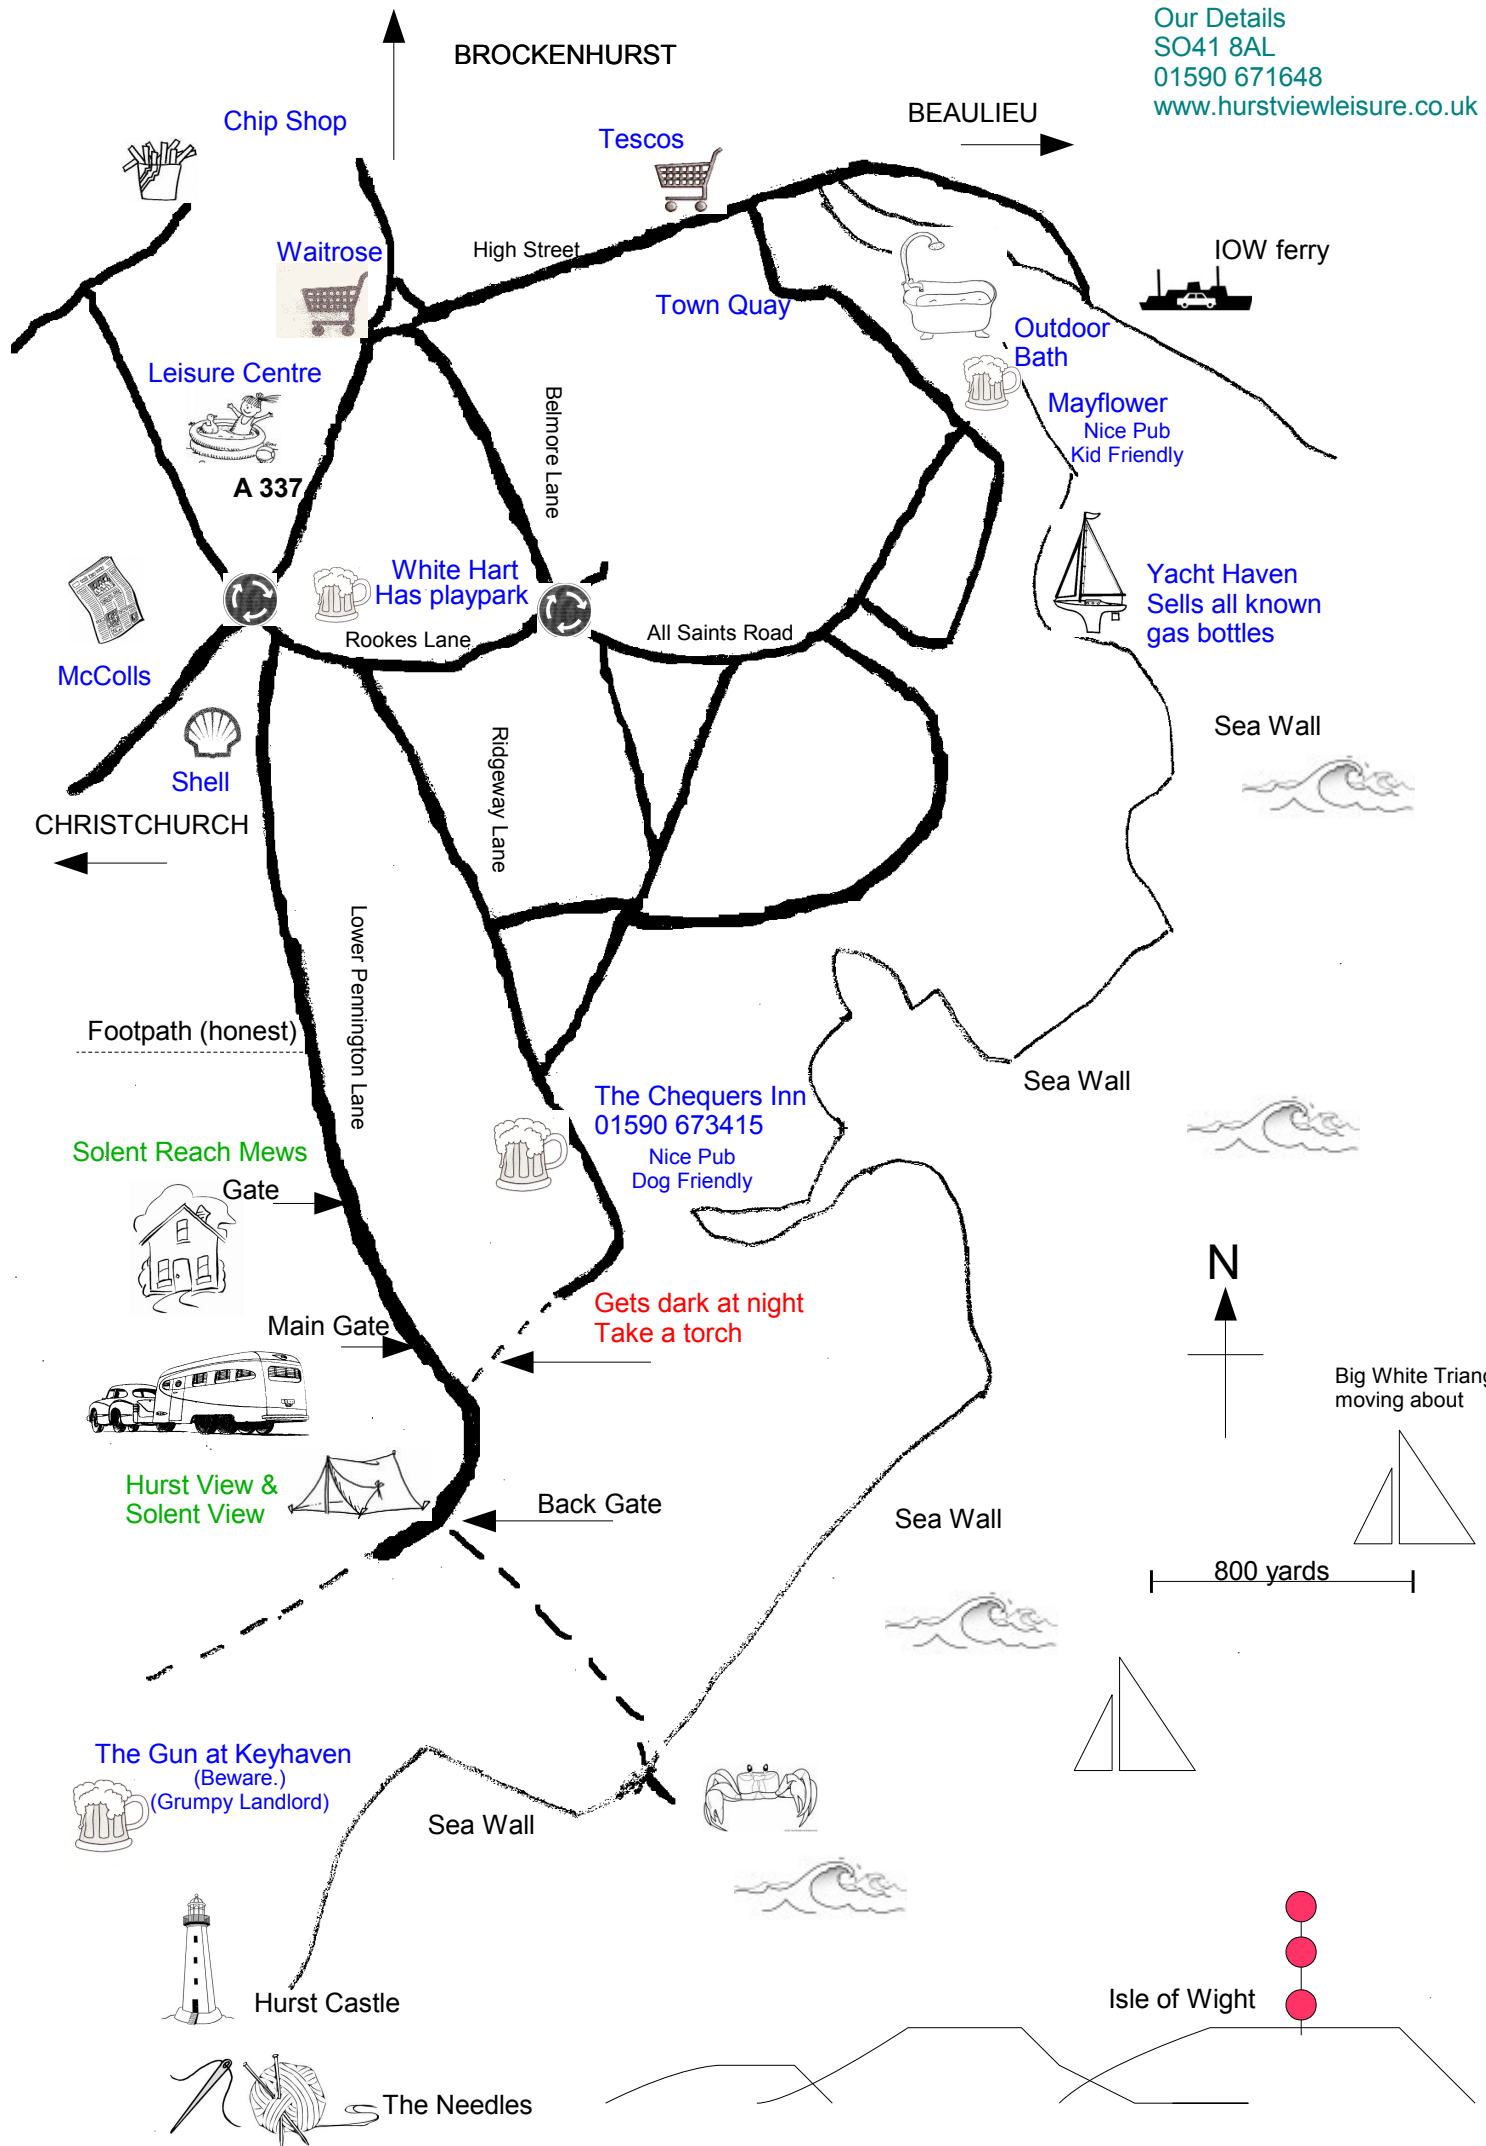 Our Details
SO41 8AL
01590 671648
www.hurstviewleisure.co.uk
BROCKENHURST
BEAULIEU
Chip Shop
Tescos
Waitrose
High Street
IOW ferry
Town Quay
Outdoor
Bath
Leisure Centre
Belmore Lane
Mayflower
Nice Pub
Kid Friendly
A 337
White Hart
Has playpark
Yacht Haven
Sells all known
gas bottles
Rookes Lane
All Saints Road
McColls
Sea Wall
Ridgeway Lane
Shell
CHRISTCHURCH
Lower Pennington Lane
Footpath (honest)
Sea Wall
The Chequers Inn
01590 673415
Nice Pub
Dog Friendly
Solent Reach Mews
Gate
N
Gets dark at night
Take a torch
Main Gate
Big White Triang
moving about
Hurst View &
Solent View
Back Gate
Sea Wall
800 yards
The Gun at Keyhaven
(Beware.)
(Grumpy Landlord)
Sea Wall
Hurst Castle
Isle of Wight
The Needles